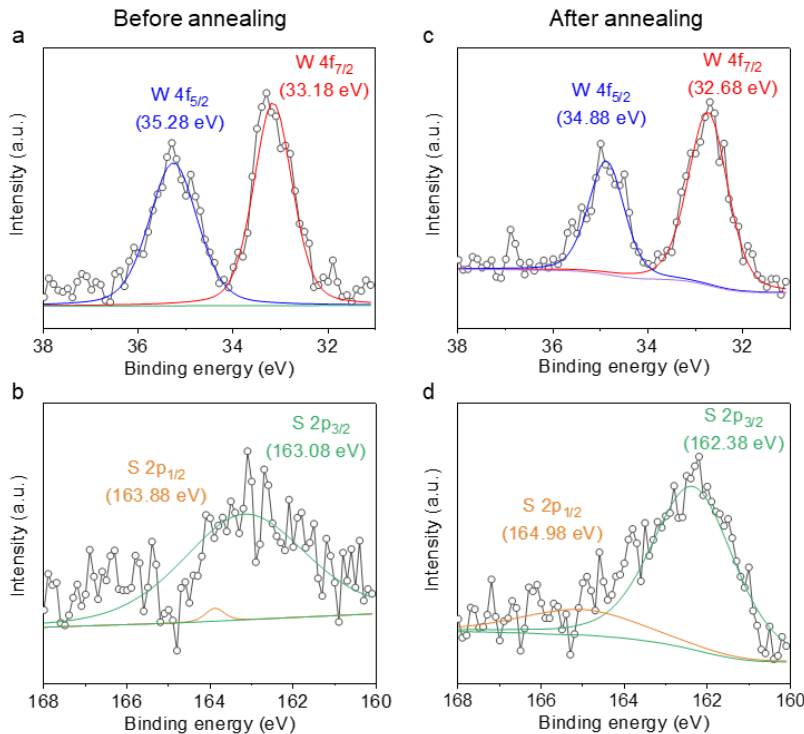 Before annealing
After annealing
a
W 4f7/2
(33.18 eV)
W 4f5/2
(35.28 eV)
Intensity (a.u.)
38
36
34
32
Binding energy (eV)
c
W 4f7/2
(32.68 eV)
W 4f5/2
(34.88 eV)
Intensity (a.u.)
38
36
34
32
Binding energy (eV)
b
S 2p3/2
(163.08 eV)
S 2p1/2
(163.88 eV)
Intensity (a.u.)
168
166
164
162
160
Binding energy (eV)
d
S 2p3/2
(162.38 eV)
S 2p1/2
(164.98 eV)
Intensity (a.u.)
168
166
164
162
160
Binding energy (eV)